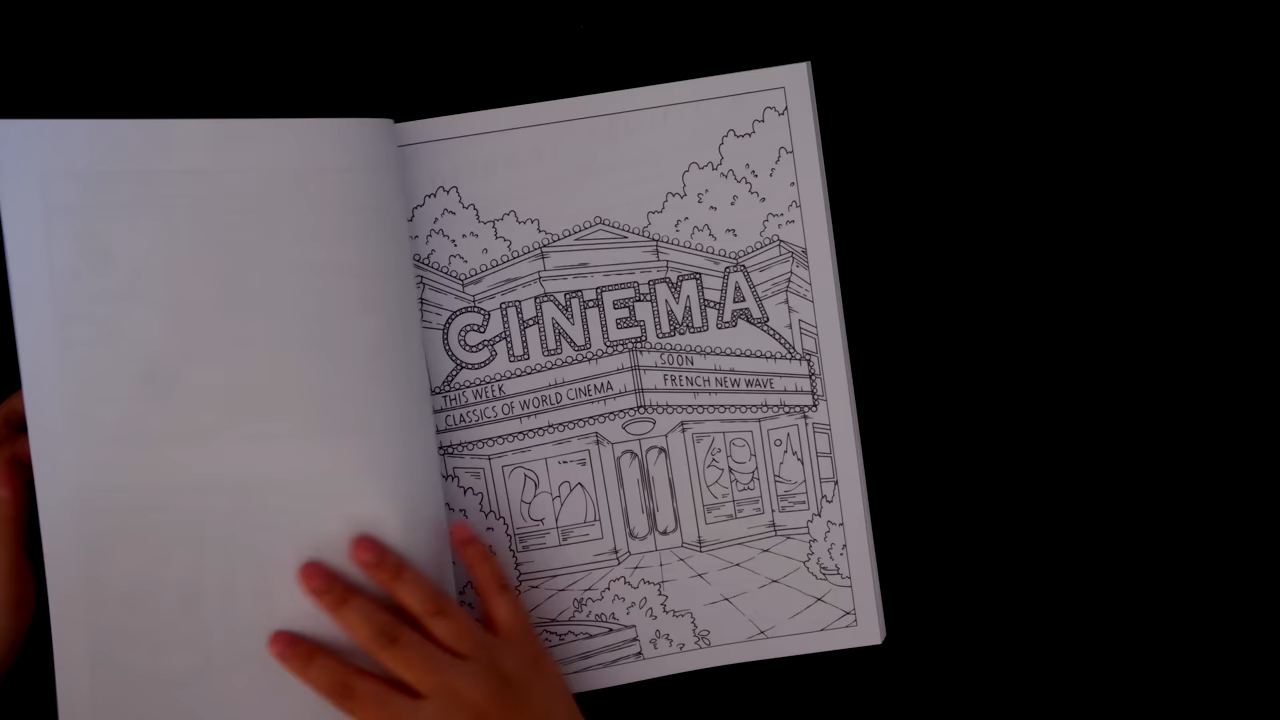 CINEMA
THIS WEEK
CLASSICS OF WORLD CINEMA
SOON
FRENCH NEW WAVE